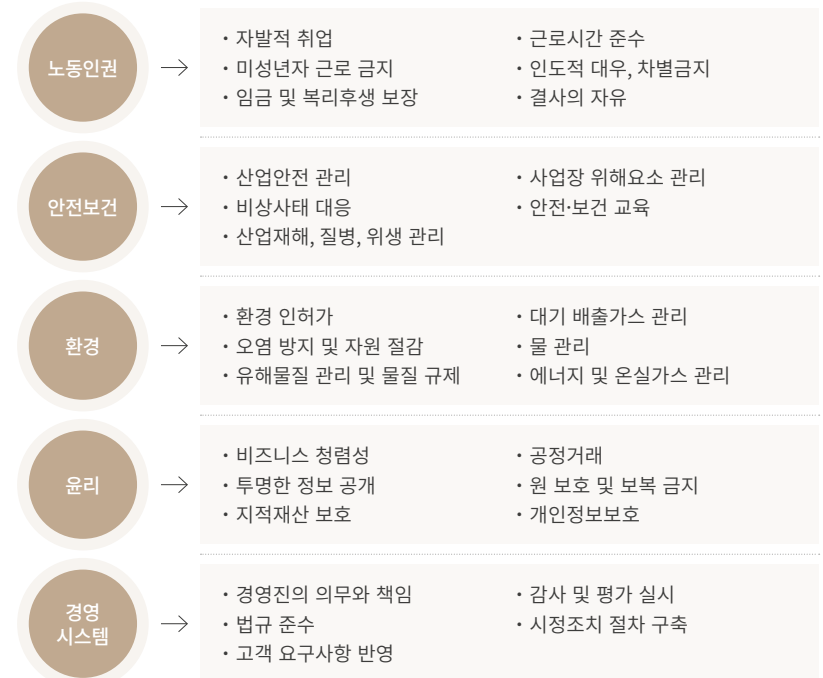 노동인권
· 자발적 취업
· 미성년자 근로 금지
· 임금 및 복리후생 보장
· 근로시간 준수
· 인도적 대우, 차별금지
· 결사의 자유
안전보건
· 산업안전 관리
· 비상사태 대응
· 산업재해, 질병, 위생 관리
· 사업장 위해요소 관리
· 안전·보건 교육
환경
· 환경 인허가
· 오염 방지 및 자원 절감
· 유해물질 관리 및 물질 규제
· 대기 배출가스 관리
· 물 관리
· 에너지 및 온실가스 관리
윤리
· 비즈니스 청렴성
· 투명한 정보 공개
· 지적재산 보호
· 공정거래
· 원 보호 및 보복 금지
· 개인정보보호
경영
시스템
· 경영진의 의무와 책임
· 법규 준수
· 고객 요구사항 반영
· 감사 및 평가 실시
· 시정조치 절차 구축